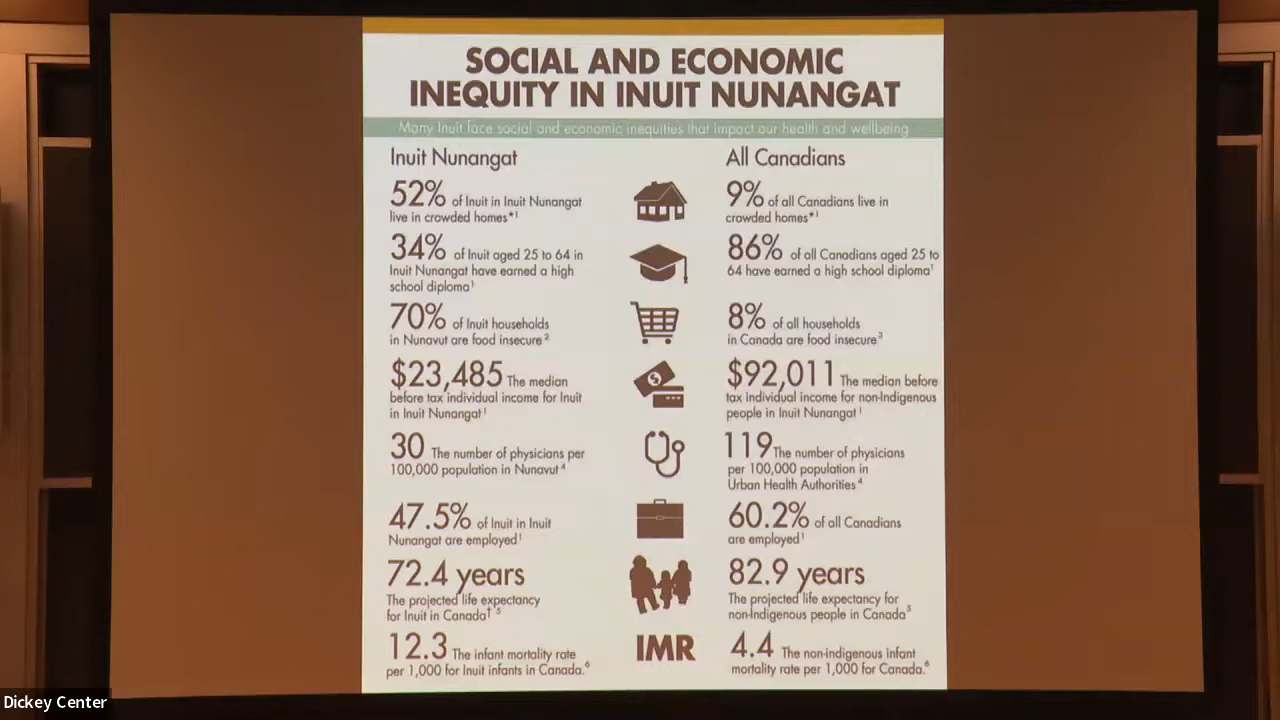 SOCIAL AND ECONOMIC
INEQUITY IN INUIT NUNANGAT
Many Inuit face social and economic inequities that impact our health and wellbeing
Inuit Nunangat
52% of Inuit in Inuit Nunangat
live in crowded homes*¹
34% of Inuit aged 25 to 64 in
Inuit Nunangat have earned a high
school diploma¹
70% of Inuit households
in Nunavut are food insecure²
$23,485 The median
before tax individual income for Inuit
in Inuit Nunangat¹
30 The number of physicians per
100,000 population in Nunavut⁴
47.5% of Inuit in Inuit
Nunangat are employed¹
72.4 years
The projected life expectancy
for Inuit in Canada† ⁵
12.3 The infant mortality rate
per 1,000 for Inuit infants in Canada.⁶
IMR
All Canadians
9% of all Canadians live in
crowded homes*¹
86% of all Canadians aged 25 to
64 have earned a high school diploma¹
8% of all households
in Canada are food insecure³
$92,011 The median before
tax individual income for non-Indigenous
people in Inuit Nunangat¹
119 The number of physicians
per 100,000 population in
Urban Health Authorities⁴
60.2% of all Canadians
are employed¹
82.9 years
The projected life expectancy for
non-Indigenous people in Canada⁵
4.4 The non-indigenous infant
mortality rate per 1,000 for Canada.⁶
Dickey Center